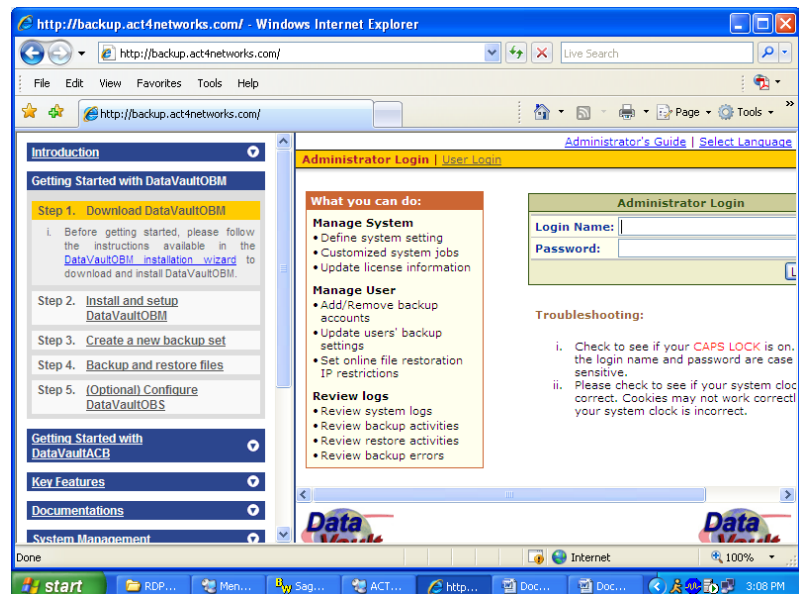 http://backup.act4networks.com/ - Windows Internet Explorer
http://backup.act4networks.com/
Live Search
File Edit View Favorites Tools Help
http://backup.act4networks.com/
Page
Tools
»
Introduction
Getting Started with DataVaultOBM
Step 1. Download DataVaultOBM
i. Before getting started, please follow
the instructions available in the
DataVaultOBM installation wizard to
download and install DataVaultOBM.
Step 2. Install and setup
DataVaultOBM
Step 3. Create a new backup set
Step 4. Backup and restore files
Step 5. (Optional) Configure
DataVaultOBS
Getting Started with
DataVaultACB
Key Features
Documentations
System Management
Administrator's Guide | Select Language
Administrator Login | User Login
What you can do:
Manage System
• Define system setting
• Customized system jobs
• Update license information
Manage User
• Add/Remove backup
accounts
• Update users' backup
settings
• Set online file restoration
IP restrictions
Review logs
• Review system logs
• Review backup activities
• Review restore activities
• Review backup errors
Administrator Login
Login Name:
Password:
L
Troubleshooting:
i. Check to see if your CAPS LOCK is on.
the login name and password are case
sensitive.
ii. Please check to see if your system cloc
correct. Cookies may not work correctl
your system clock is incorrect.
Data
Vault
Data
Vault
Done
Internet
100%
start
RDP...
Men...
Sag...
ACT...
http...
Doc...
Doc...
3:08 PM